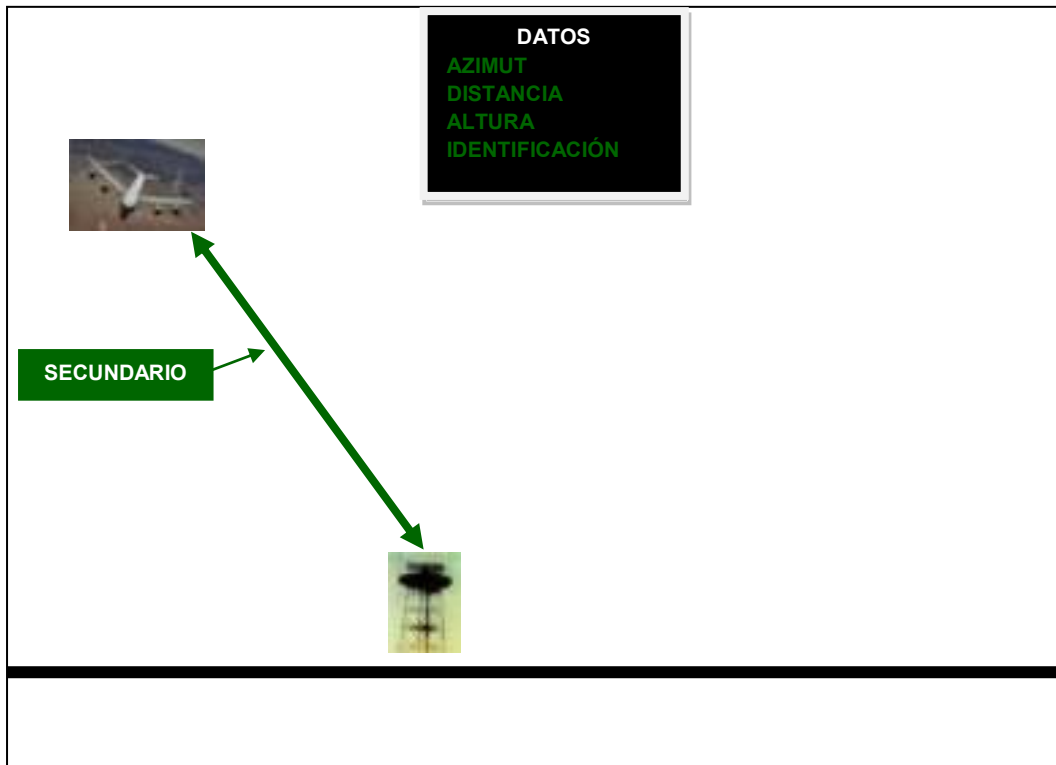 DATOS
AZIMUT
DISTANCIA
ALTURA
IDENTIFICACIÓN
SECUNDARIO